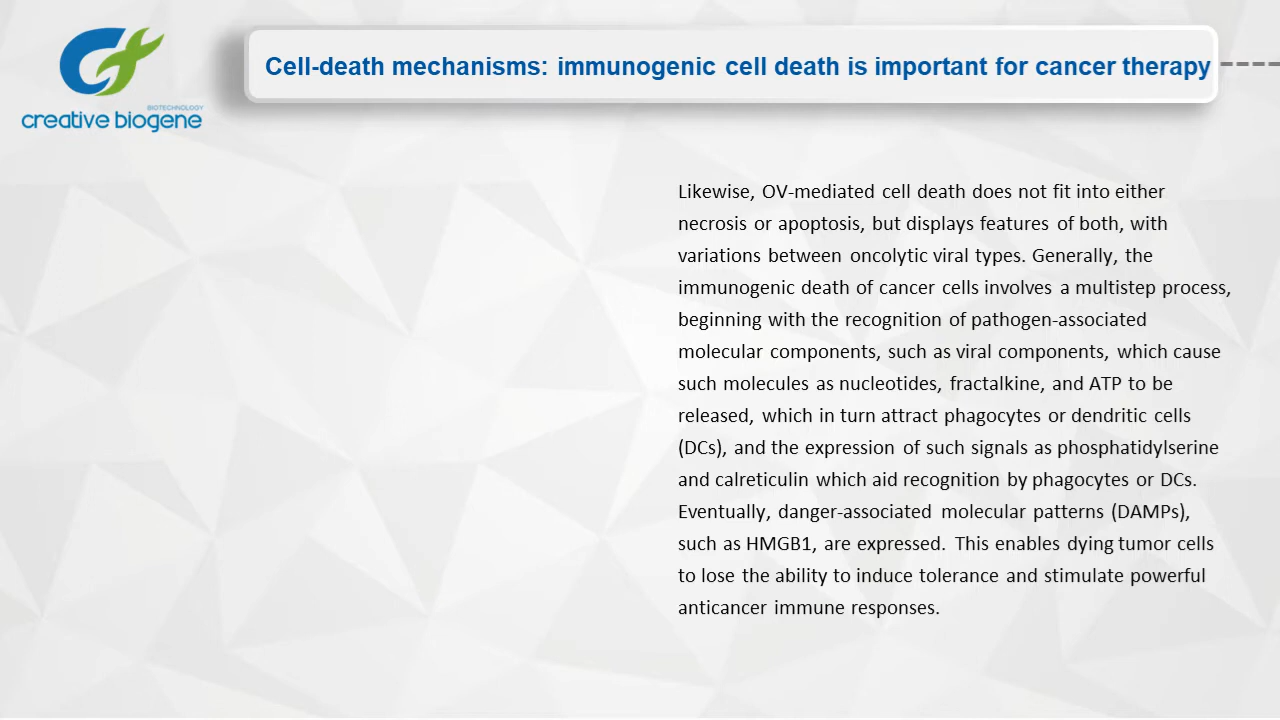 Cell-death mechanisms: immunogenic cell death is important for cancer therapy
BIOTECHNOLOGY
creative biogene
Likewise, OV-mediated cell death does not fit into either
necrosis or apoptosis, but displays features of both, with
variations between oncolytic viral types. Generally, the
immunogenic death of cancer cells involves a multistep process,
beginning with the recognition of pathogen-associated
molecular components, such as viral components, which cause
such molecules as nucleotides, fractalkine, and ATP to be
released, which in turn attract phagocytes or dendritic cells
(DCs), and the expression of such signals as phosphatidylserine
and calreticulin which aid recognition by phagocytes or DCs.
Eventually, danger-associated molecular patterns (DAMPs),
such as HMGB1, are expressed. This enables dying tumor cells
to lose the ability to induce tolerance and stimulate powerful
anticancer immune responses.